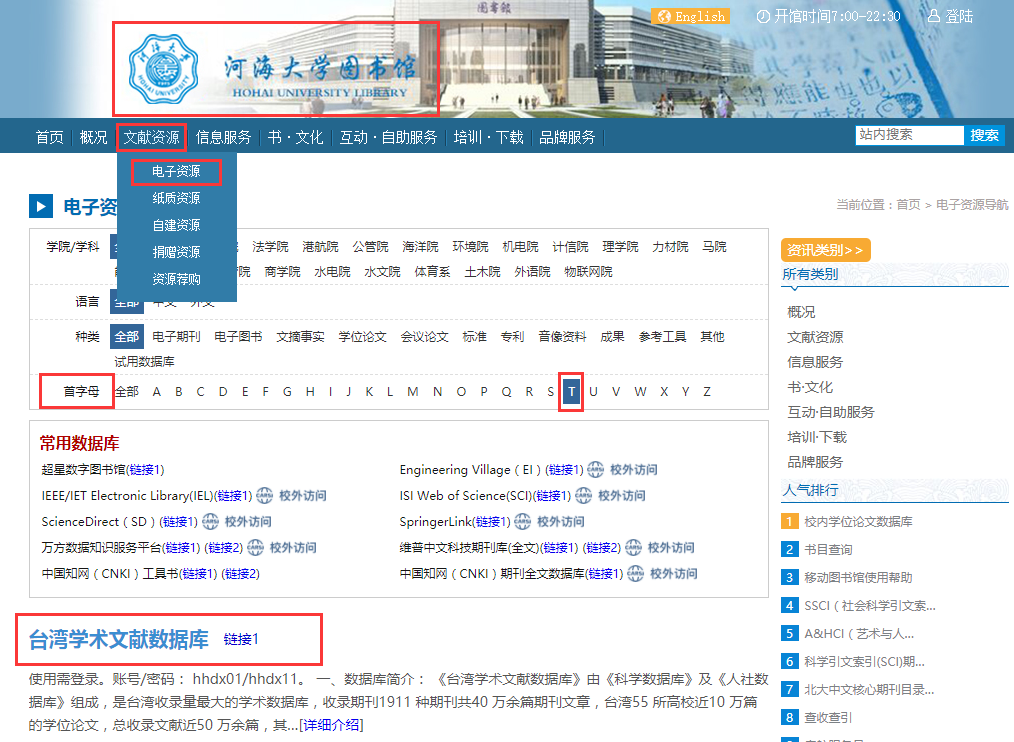 图书馆
English 开馆时间7:00-22:30 登陆
河海大学图书馆
HOHAI UNIVERSITY LIBRARY
首页 概况 文献资源 信息服务 书·文化 互动·自助服务 培训·下载 品牌服务 站内搜索 搜索
电子资源
纸质资源
自建资源
捐赠资源
资源荐购
电子资
当前位置：首页 > 电子资源导航
学院/学科 法学院 港航院 公管院 海洋院 环境院 机电院 计信院 理学院 力材院 马院
商学院 水电院 水文院 体育系 土木院 外语院 物联网院
语言 全部 中文 外文
种类 全部 电子期刊 电子图书 文摘事实 学位论文 会议论文 标准 专利 音像资料 成果 参考工具 其他
试用数据库
首字母 全部 A B C D E F G H I J K L M N O P Q R S T U V W X Y Z
常用数据库
超星数字图书馆(链接1) Engineering Village（EI）(链接1) CARSI 校外访问
IEEE/IET Electronic Library(IEL)(链接1) CARSI 校外访问 ISI Web of Science(SCI)(链接1) CARSI 校外访问
ScienceDirect（SD）(链接1) CARSI 校外访问 SpringerLink(链接1) CARSI 校外访问
万方数据知识服务平台(链接1) (链接2) CARSI 校外访问 维普中文科技期刊库(全文)(链接1) (链接2) CARSI 校外访问
中国知网（CNKI）工具书(链接1) (链接2) 中国知网（CNKI）期刊全文数据库(链接1) CARSI 校外访问
台湾学术文献数据库 链接1
使用需登录。账号/密码： hhdx01/hhdx11。 一、数据库简介： 《台湾学术文献数据库》由《科学数据库》及《人社数
据库》组成，是台湾收录量最大的学术数据库，收录期刊1911 种期刊共40 万余篇期刊文章，台湾55 所高校近10 万篇
的学位论文，总收录文献近50 万余篇，其...[详细介绍]
资讯类别>>
所有类别
概况
文献资源
信息服务
书·文化
互动·自助服务
培训·下载
品牌服务
人气排行
1 校内学位论文数据库
2 书目查询
3 移动图书馆使用帮助
4 SSCI（社会科学引文索...
5 A&HCI（艺术与人...
6 科学引文索引(SCI)期...
7 北大中文核心期刊目录...
8 查收查引